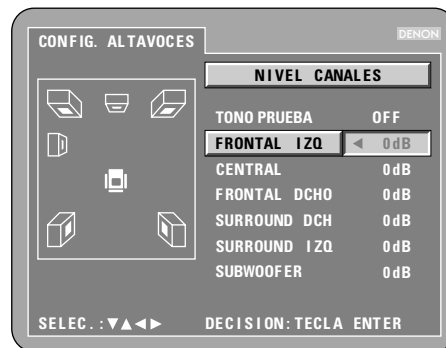 CONFIG. ALTAVOCES
DENON
NIVEL CANALES
TONO PRUEBA OFF
FRONTAL IZQ ◄ 0dB
CENTRAL 0dB
FRONTAL DCHO 0dB
SURROUND DCH 0dB
SURROUND IZQ 0dB
SUBWOOFER 0dB
SELEC.:▼▲◄► DECISION:TECLA ENTER